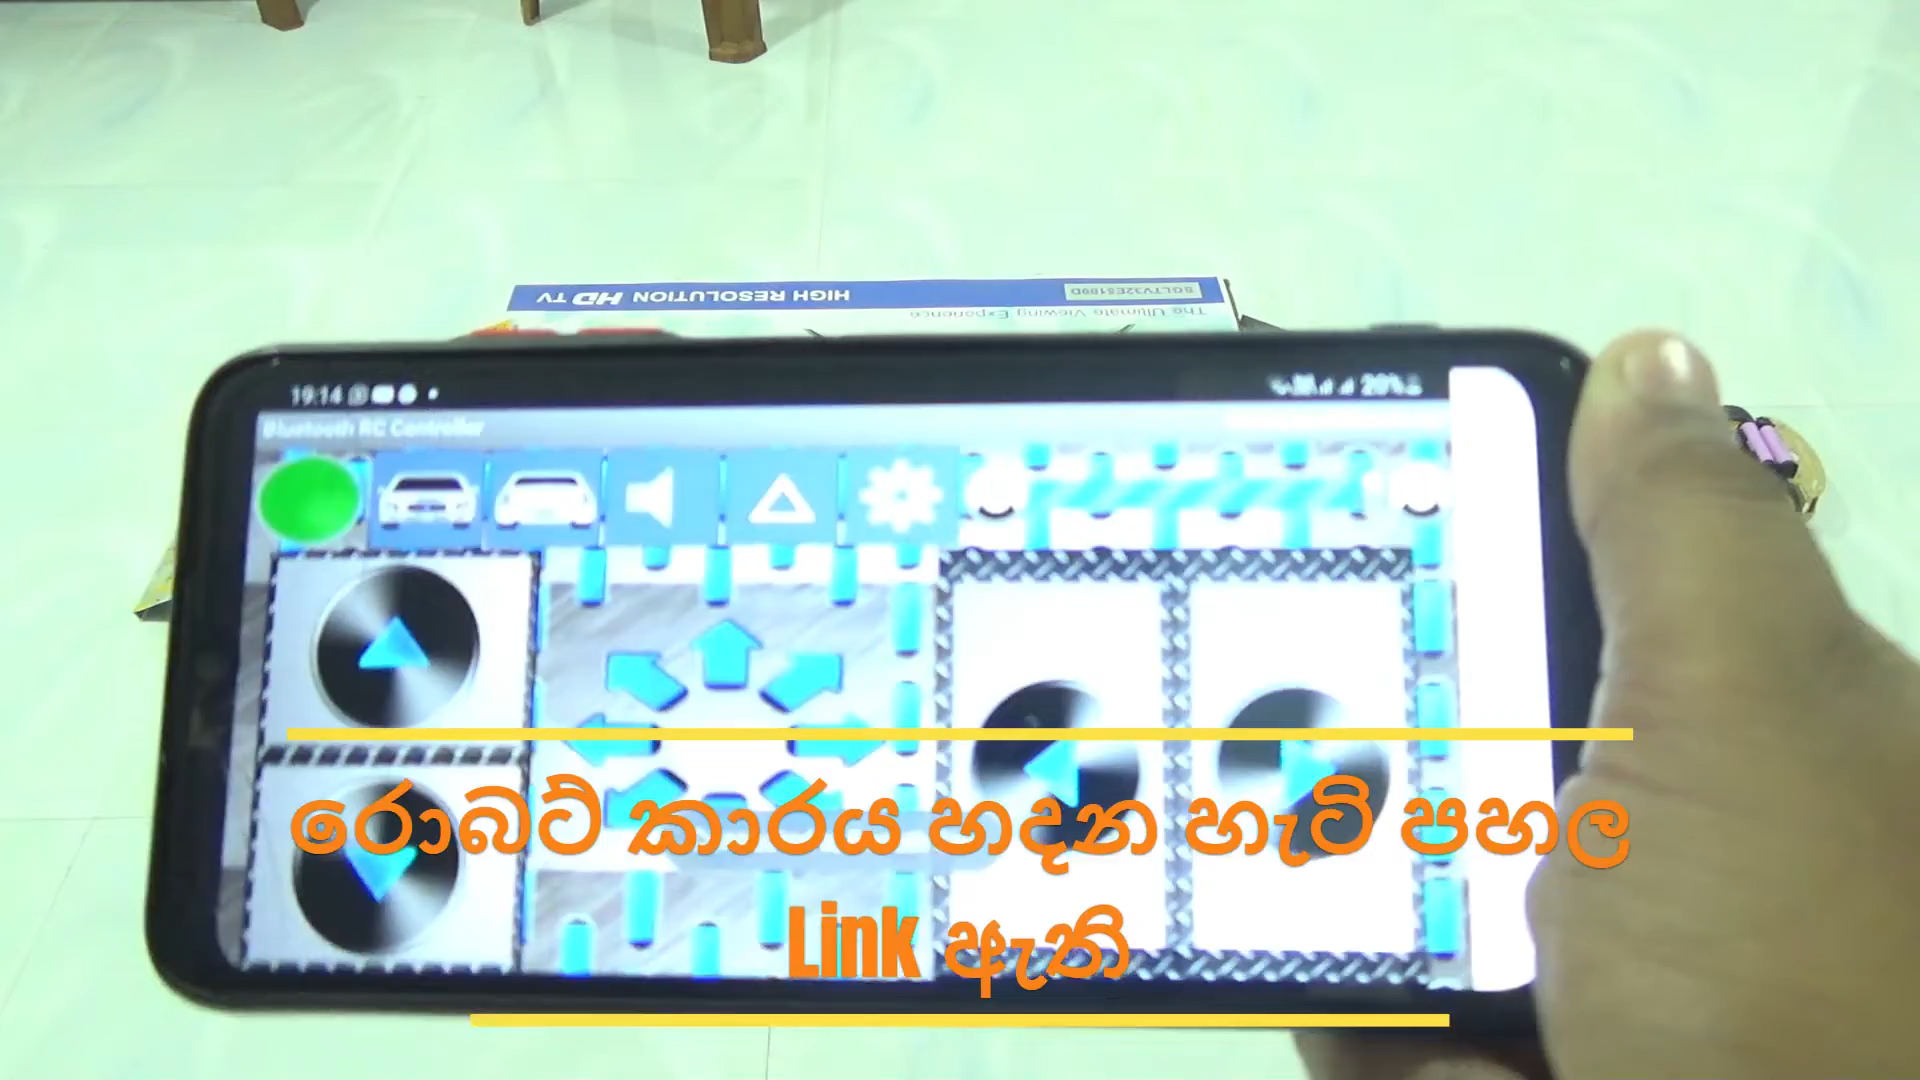 HIGH RESOLUTION HD TV
The Ultimate Viewing Experience
19:14
20%
Bluetooth RC Controller
රොබට් කාරය හදන හැටි පහල
Link ඇති